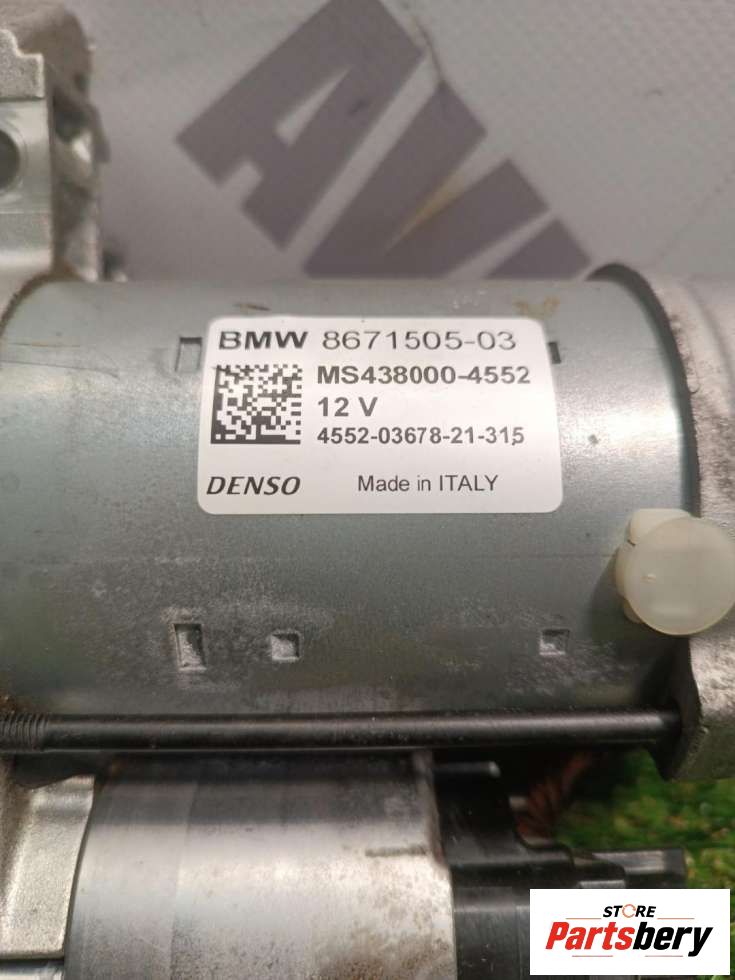 BMW 8671505-03
MS438000-4552
12 V
4552-03678-21-315
DENSO Made in ITALY
STORE
Partsbery